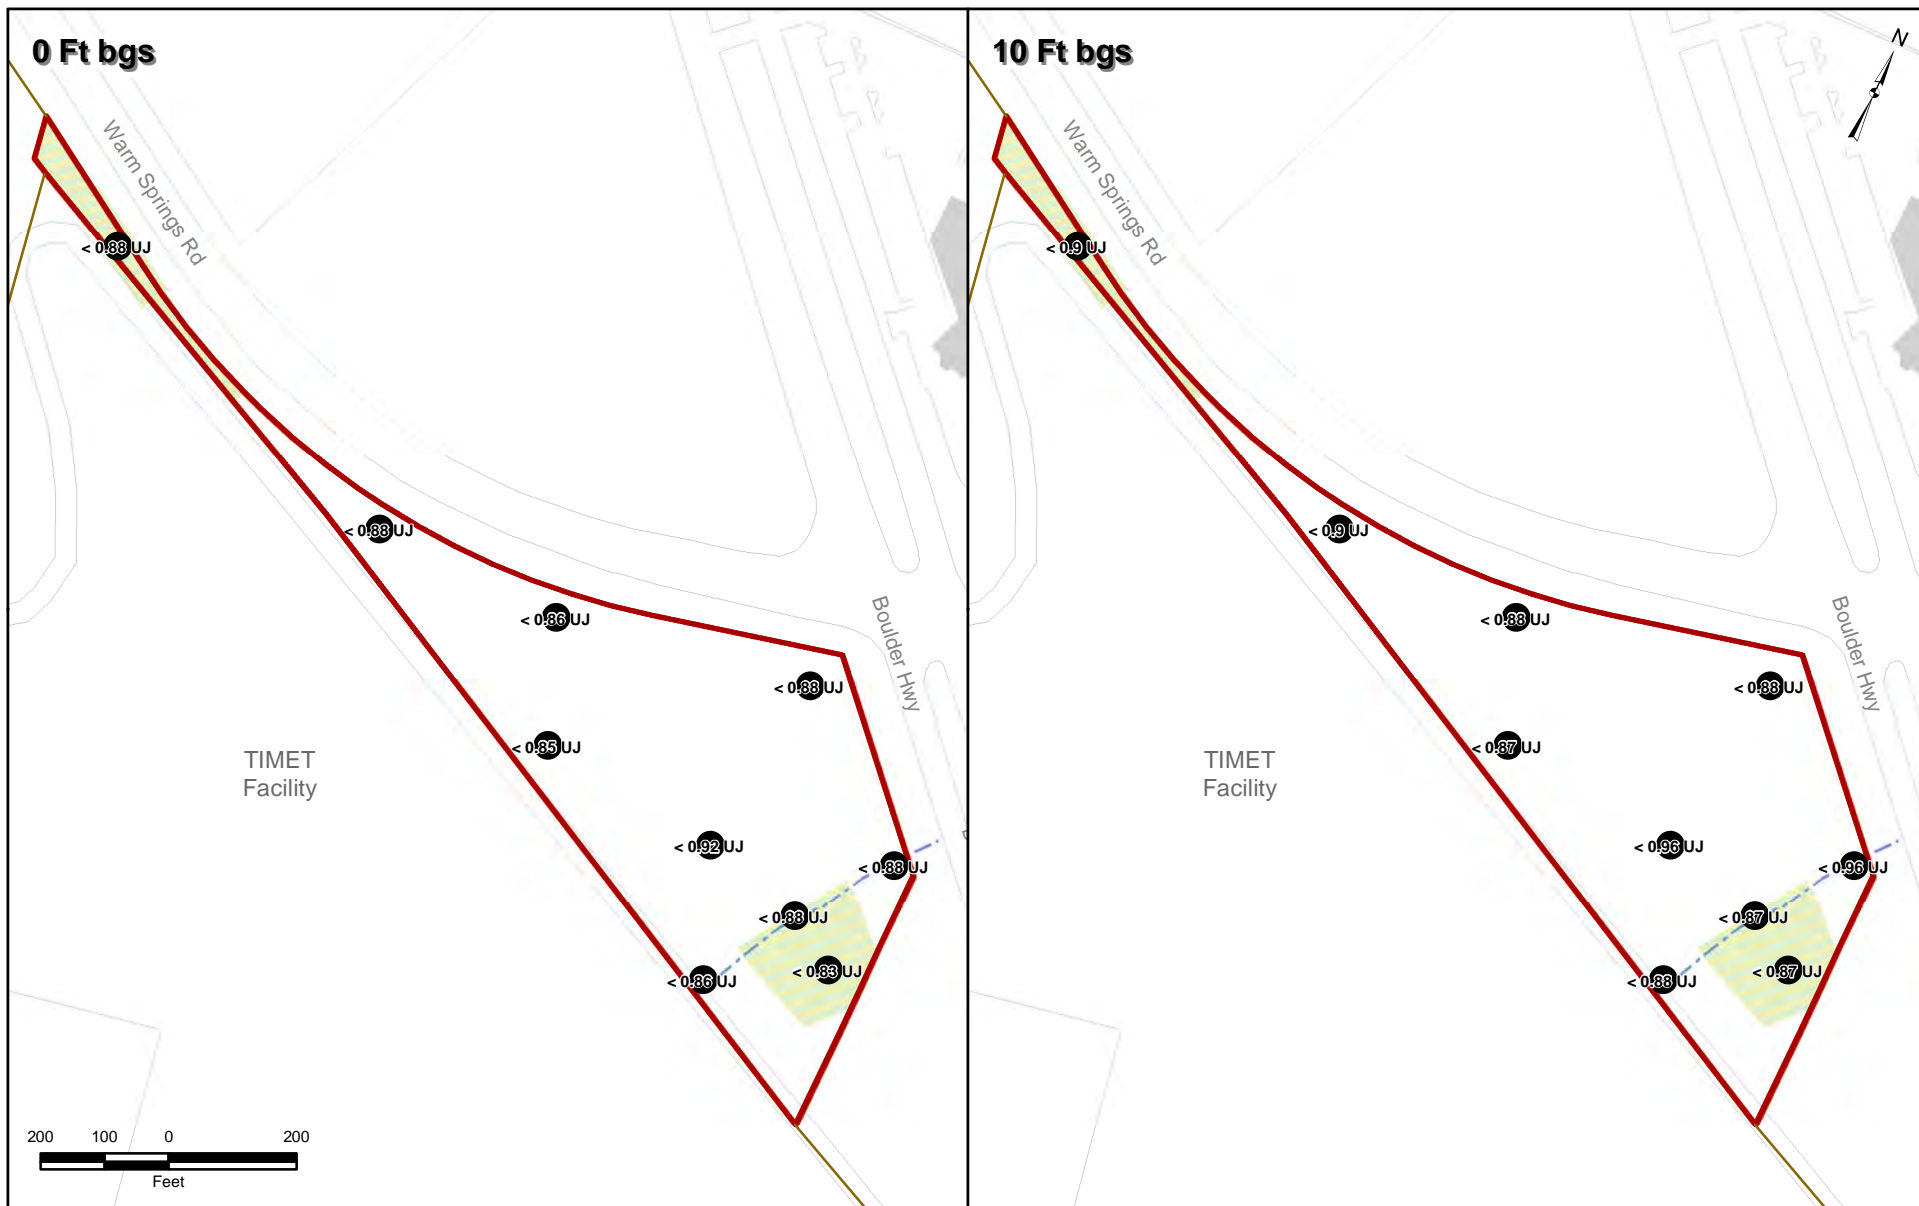 0 Ft bgs
Warm Springs Rd
< 0.88 UJ
< 0.88 UJ
< 0.86 UJ
Boulder Hwy
< 0.88 UJ
< 0.85 UJ
TIMET
Facility
< 0.92 UJ
< 0.88 UJ
< 0.88 UJ
< 0.83 UJ
< 0.86 UJ
200 100 0 200
Feet
10 Ft bgs
N
Warm Springs Rd
< 0.9 UJ
< 0.9 UJ
< 0.88 UJ
Boulder Hwy
< 0.88 UJ
< 0.87 UJ
TIMET
Facility
< 0.96 UJ
< 0.96 UJ
< 0.87 UJ
< 0.87 UJ
< 0.88 UJ